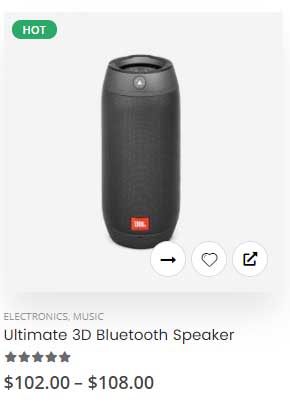 HOT
JBL
ELECTRONICS, MUSIC
Ultimate 3D Bluetooth Speaker
$102.00 – $108.00